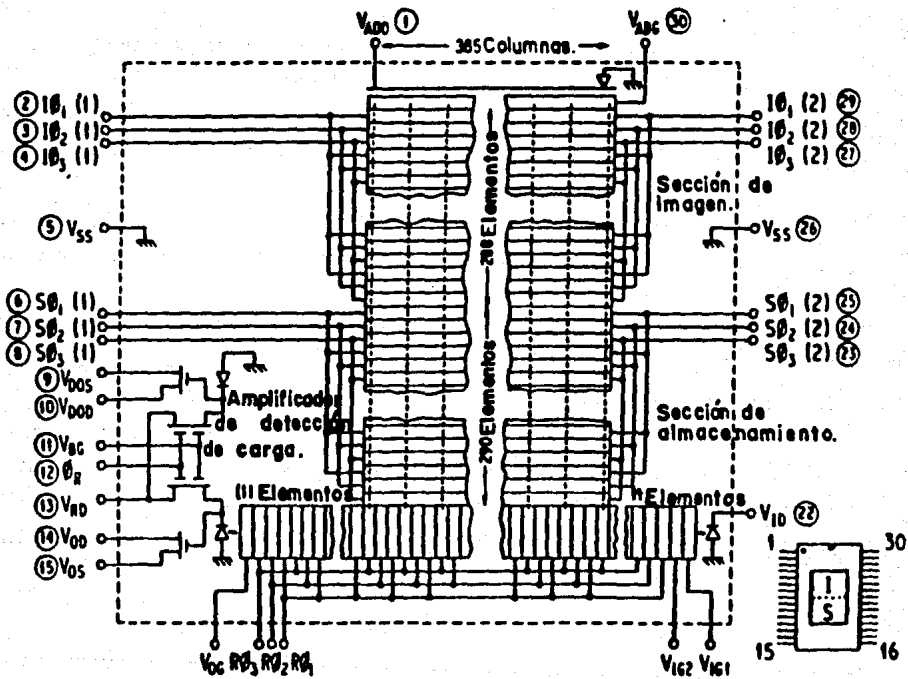 V_ADO ① V_ABG ㉚
385 Columnas.
② IØ₁ (1)
③ IØ₂ (1)
④ IØ₃ (1)
IØ₁ (2) ㉙
IØ₂ (2) ㉘
IØ₃ (2) ㉗
288 Elementos
Sección de
imagen.
⑤ V_SS
V_SS ㉖
⑥ SØ₁ (1)
⑦ SØ₂ (1)
⑧ SØ₃ (1)
SØ₁ (2) ㉕
SØ₂ (2) ㉔
SØ₃ (2) ㉓
290 Elementos
Sección de
almacenamiento.
⑨ V_DOS
⑩ V_DOD
Amplificador
de detección
de carga.
⑪ V_BG
⑫ Ø_R
⑬ V_RD
⑭ V_OD
⑮ V_OS
(11 Elementos
Elementos
V_ID ㉒
V_OG RØ₃ RØ₂ RØ₁
V_IG2 V_IG1
1 30
I
S
15 16